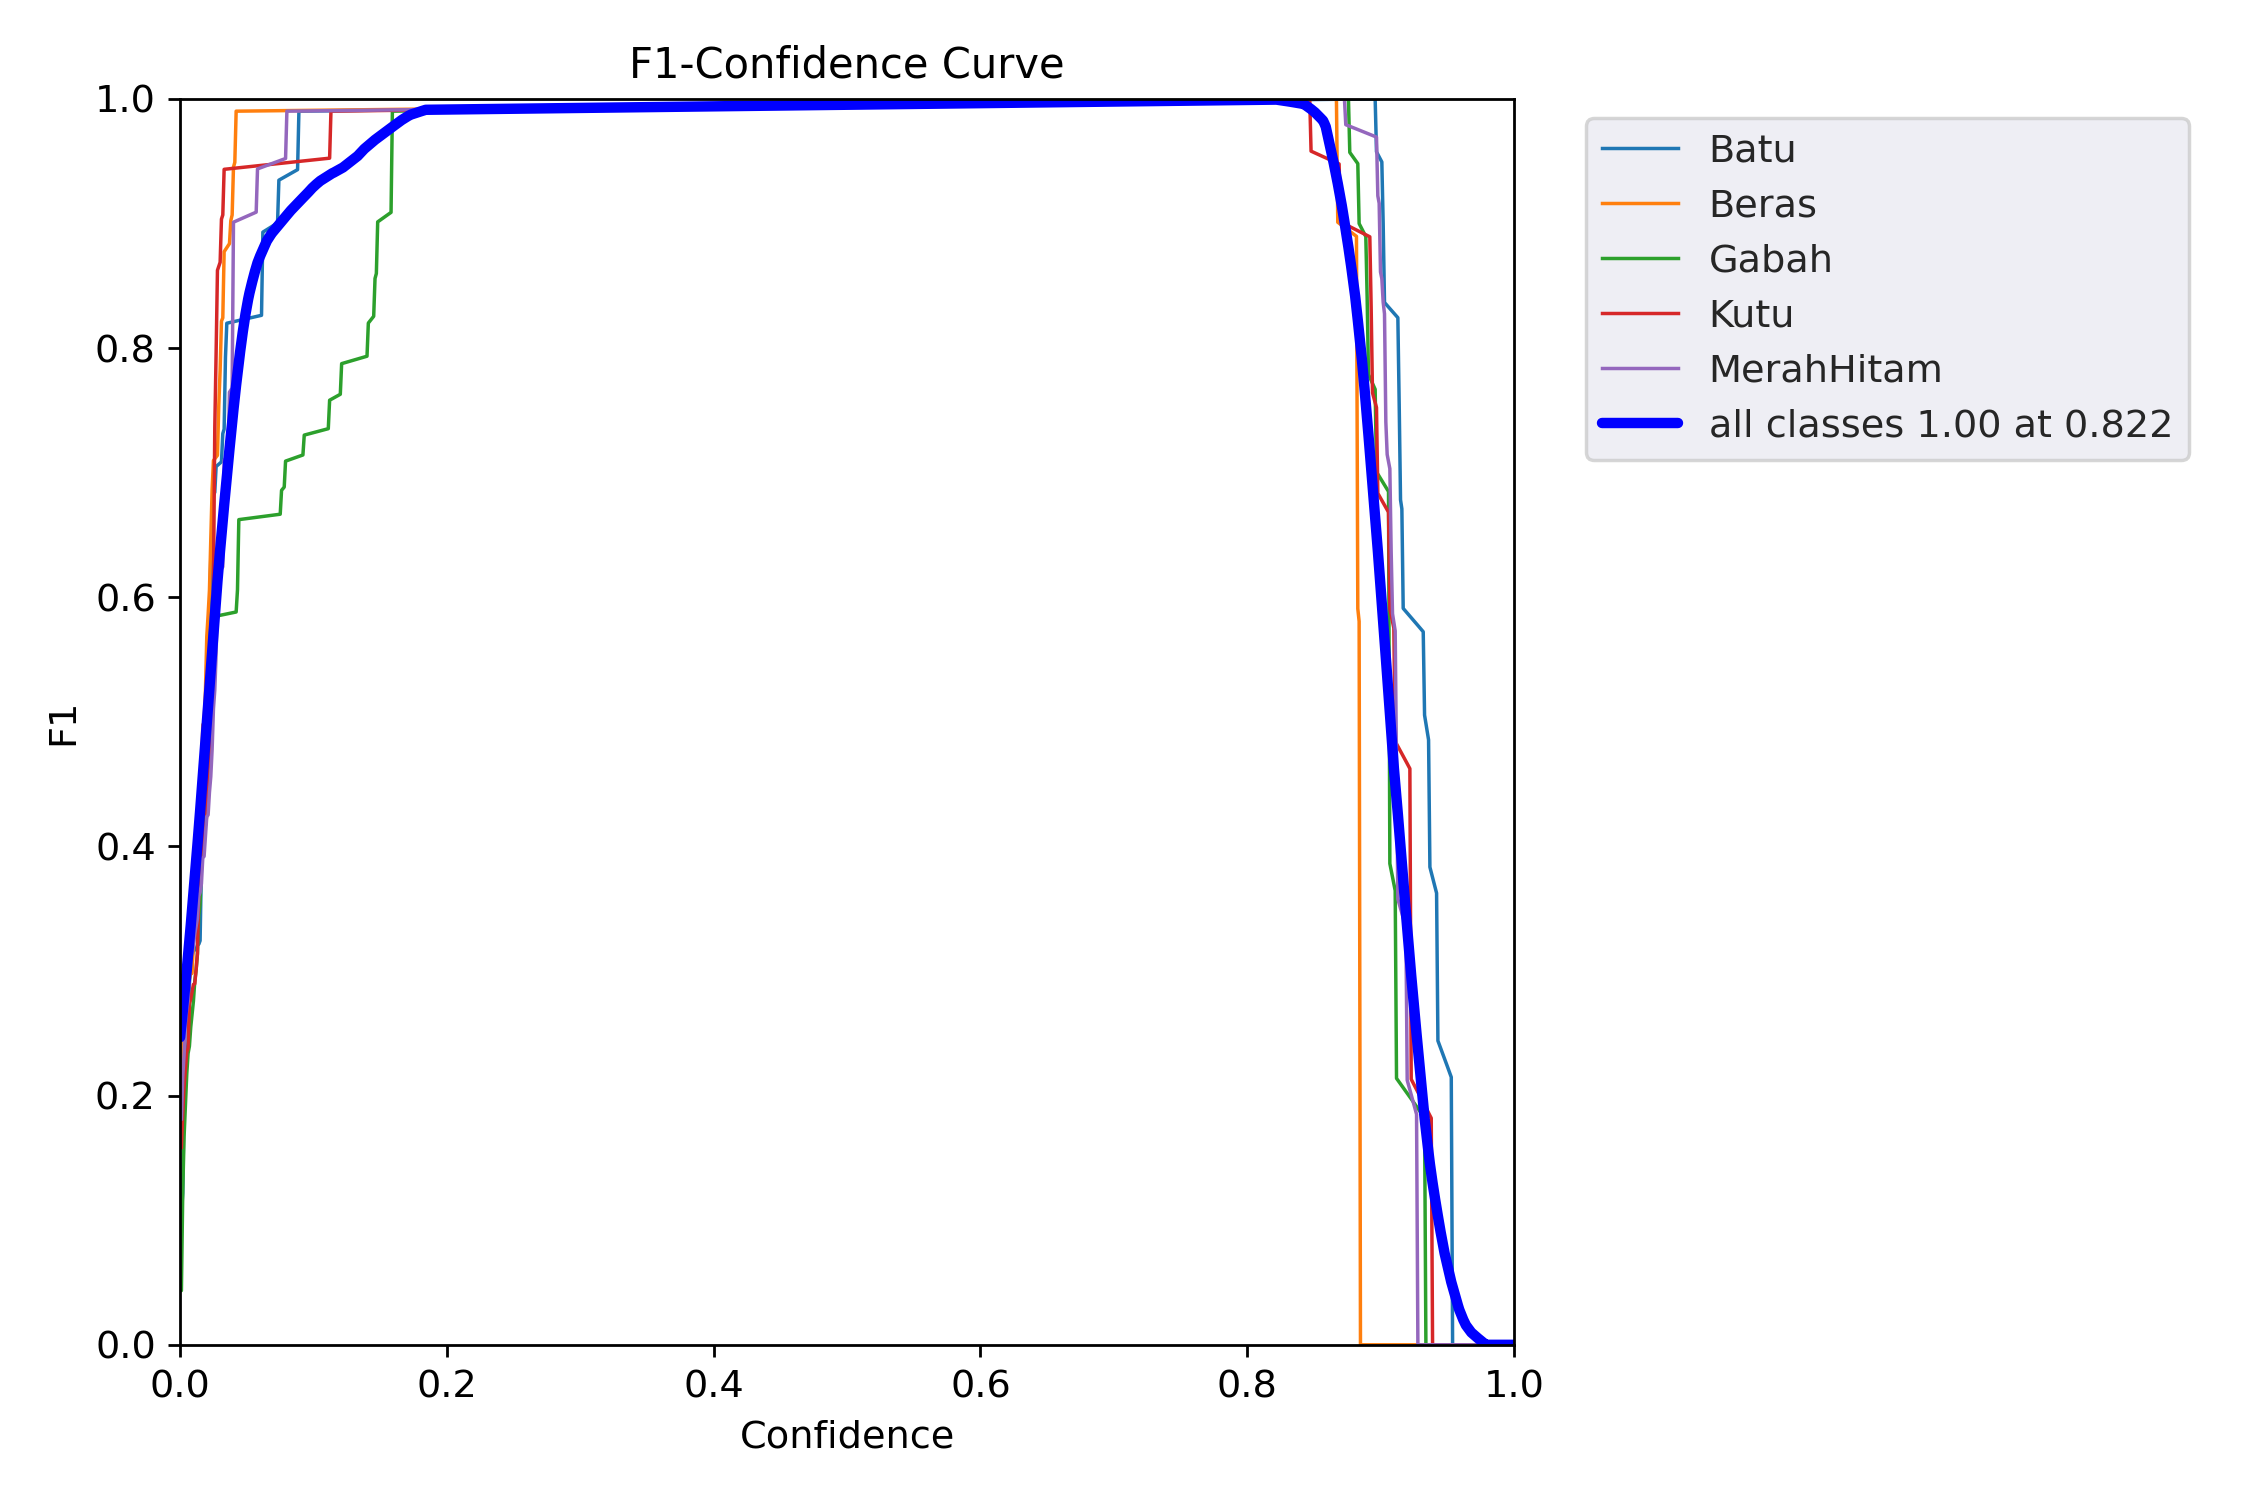 F1-Confidence Curve
1.0
0.8
0.6
0.4
0.2
0.0
F1
0.0 0.2 0.4 0.6 0.8 1.0
Confidence
Batu
Beras
Gabah
Kutu
MerahHitam
all classes 1.00 at 0.822